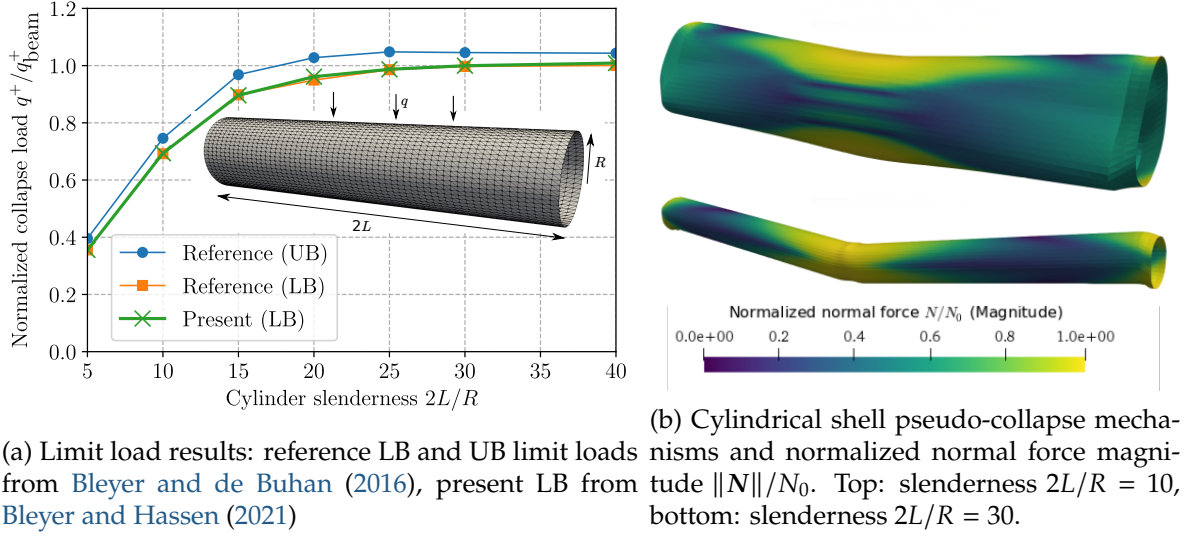 Normalized collapse load q⁺/q⁺beam
1.0
0.8
0.6
0.4
0.2
0.0
5
10
15
20
25
30
35
40
Cylinder slenderness 2L/R
Reference (UB)
Reference (LB)
Present (LB)
q
R
2L
Normalized normal force N/N₀ (Magnitude)
0.0e+00
0.2
0.4
0.6
0.8
1.0e+00
(a) Limit load results: reference LB and UB limit loads
from Bleyer and de Buhan (2016), present LB from
Bleyer and Hassen (2021)
(b) Cylindrical shell pseudo-collapse mecha-
nisms and normalized normal force magni-
tude ‖N‖/N₀. Top: slenderness 2L/R = 10,
bottom: slenderness 2L/R = 30.